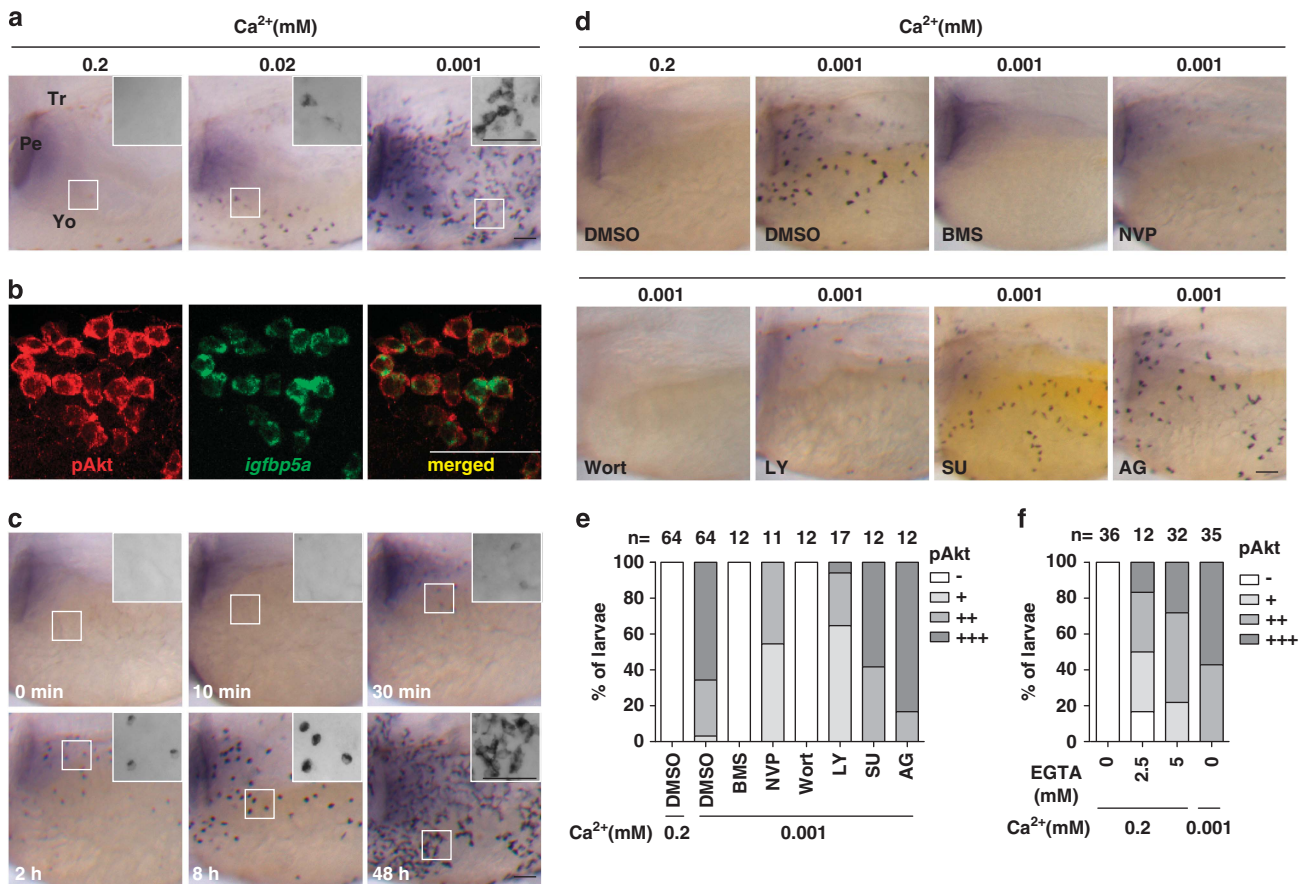 a
Ca2+(mM)
0.2 0.02 0.001
Tr
Pe
Yo
b
pAkt igfbp5a merged
c
0 min 10 min 30 min
2 h 8 h 48 h
d
Ca2+(mM)
0.2 0.001 0.001 0.001
DMSO DMSO BMS NVP
0.001 0.001 0.001 0.001
Wort LY SU AG
e
n= 64 64 12 11 12 17 12 12
pAkt
-
+
++
+++
% of larvae
100
80
60
40
20
0
DMSO DMSO BMS NVP Wort LY SU AG
Ca2+(mM) 0.2 0.001
f
n= 36 12 32 35
pAkt
-
+
++
+++
% of larvae
100
80
60
40
20
0
EGTA (mM) 0 2.5 5 0
Ca2+(mM) 0.2 0.001